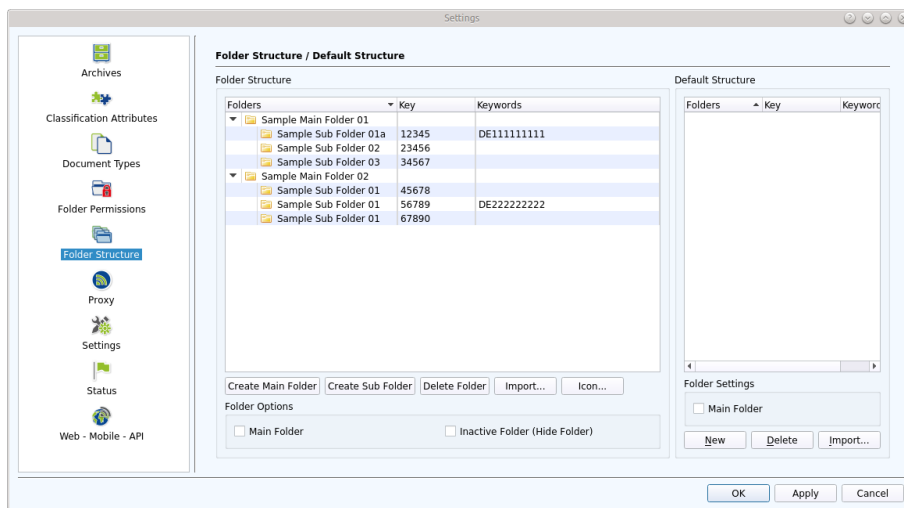 Settings
Archives
Classification Attributes
Document Types
Folder Permissions
Folder Structure
Proxy
Settings
Status
Web - Mobile - API
Folder Structure / Default Structure
Folder Structure
Folders Key Keywords
Sample Main Folder 01
Sample Sub Folder 01a 12345 DE111111111
Sample Sub Folder 02 23456
Sample Sub Folder 03 34567
Sample Main Folder 02
Sample Sub Folder 01 45678
Sample Sub Folder 01 56789 DE222222222
Sample Sub Folder 01 67890
Create Main Folder Create Sub Folder Delete Folder Import... Icon...
Folder Options
Main Folder Inactive Folder (Hide Folder)
Default Structure
Folders Key Keyword
Folder Settings
Main Folder
New Delete Import...
OK Apply Cancel